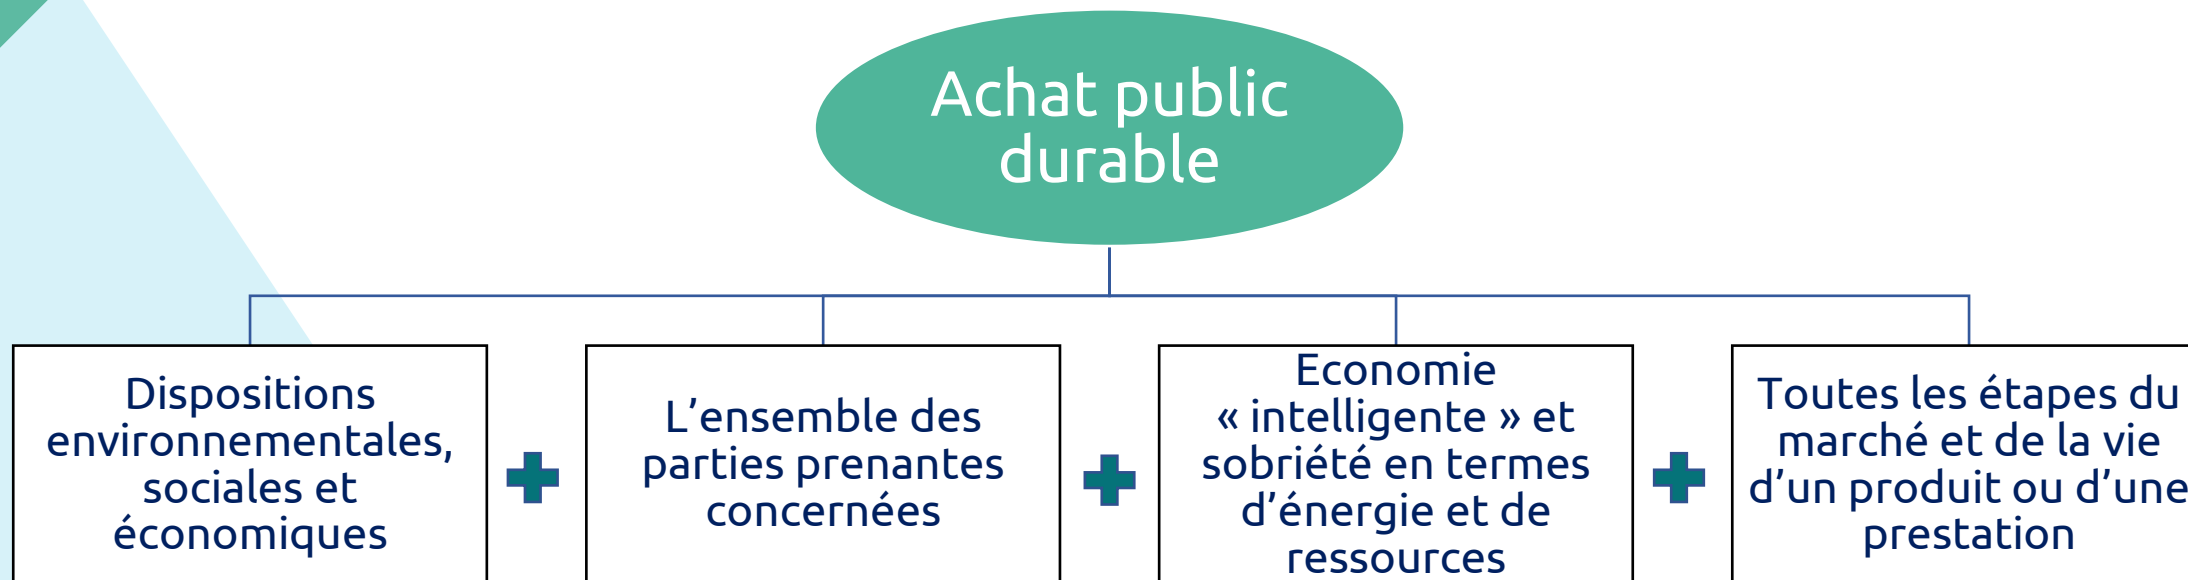 Achat public
durable
Dispositions
environnementales,
sociales et
économiques
L’ensemble des
parties prenantes
concernées
Economie
« intelligente » et
sobriété en termes
d’énergie et de
ressources
Toutes les étapes du
marché et de la vie
d’un produit ou d’une
prestation